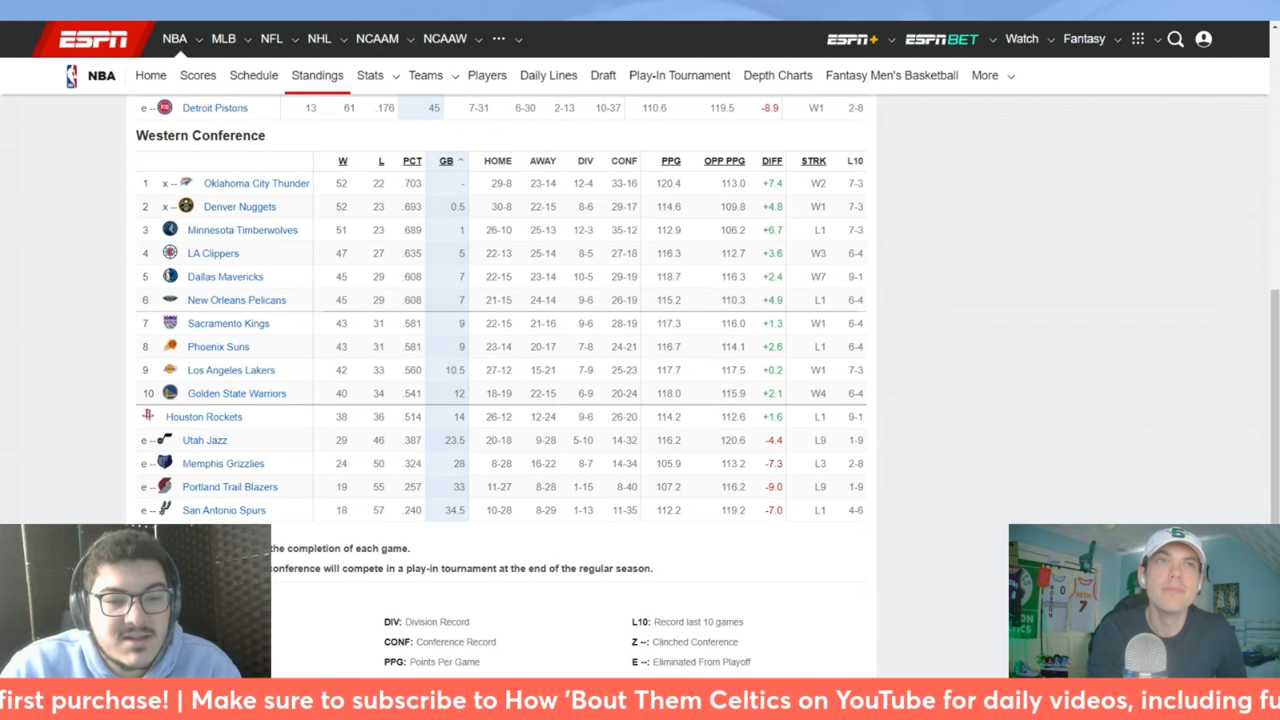 ESPN NBA MLB NFL NHL NCAAM NCAAW ESPN+ ESPN BET Watch Fantasy
NBA Home Scores Schedule Standings Stats Teams Players Daily Lines Draft Play-In Tournament Depth Charts Fantasy Men's Basketball More
e -- Detroit Pistons 13 61 .176 45 7-31 6-30 2-13 10-37 110.6 119.5 -8.9 W1 2-8
Western Conference
W L PCT GB HOME AWAY DIV CONF PPG OPP PPG DIFF STRK L10
1 x -- Oklahoma City Thunder 52 22 .703 - 29-8 23-14 12-4 33-16 120.4 113.0 +7.4 W2 7-3
2 x -- Denver Nuggets 52 23 .693 0.5 30-8 22-15 8-6 29-17 114.6 109.8 +4.8 W1 7-3
3 Minnesota Timberwolves 51 23 .689 1 26-10 25-13 12-3 35-12 112.9 106.2 +6.7 L1 7-3
4 LA Clippers 47 27 .635 5 22-13 25-14 8-5 27-18 116.3 112.7 +3.6 W3 6-4
5 Dallas Mavericks 45 29 .608 7 22-15 23-14 10-5 29-19 118.7 116.3 +2.4 W7 9-1
6 New Orleans Pelicans 45 29 .608 7 21-15 24-14 9-6 26-19 115.2 110.3 +4.9 L1 6-4
7 Sacramento Kings 43 31 .581 9 22-15 21-16 9-6 28-19 117.3 116.0 +1.3 W1 6-4
8 Phoenix Suns 43 31 .581 9 23-14 20-17 7-8 24-21 116.7 114.1 +2.6 L1 6-4
9 Los Angeles Lakers 42 33 .560 10.5 27-12 15-21 7-9 25-23 117.7 117.5 +0.2 W1 7-3
10 Golden State Warriors 40 34 .541 12 18-19 22-15 6-9 20-24 118.0 115.9 +2.1 W4 6-4
Houston Rockets 38 36 .514 14 26-12 12-24 9-6 26-20 114.2 112.6 +1.6 L1 9-1
e -- Utah Jazz 29 46 .387 23.5 20-18 9-28 5-10 14-32 116.2 120.6 -4.4 L9 1-9
e -- Memphis Grizzlies 24 50 .324 28 8-28 16-22 8-7 14-34 105.9 113.2 -7.3 L3 2-8
e -- Portland Trail Blazers 19 55 .257 33 11-27 8-28 1-15 8-40 107.2 116.2 -9.0 L9 1-9
e -- San Antonio Spurs 18 57 .240 34.5 10-28 8-29 1-13 11-35 112.2 119.2 -7.0 L1 4-6
the completion of each game.
conference will compete in a play-in tournament at the end of the regular season.
DIV: Division Record L10: Record last 10 games
CONF: Conference Record Z --: Clinched Conference
PPG: Points Per Game E --: Eliminated From Playoff
first purchase! | Make sure to subscribe to How 'Bout Them Celtics on YouTube for daily videos, including fu